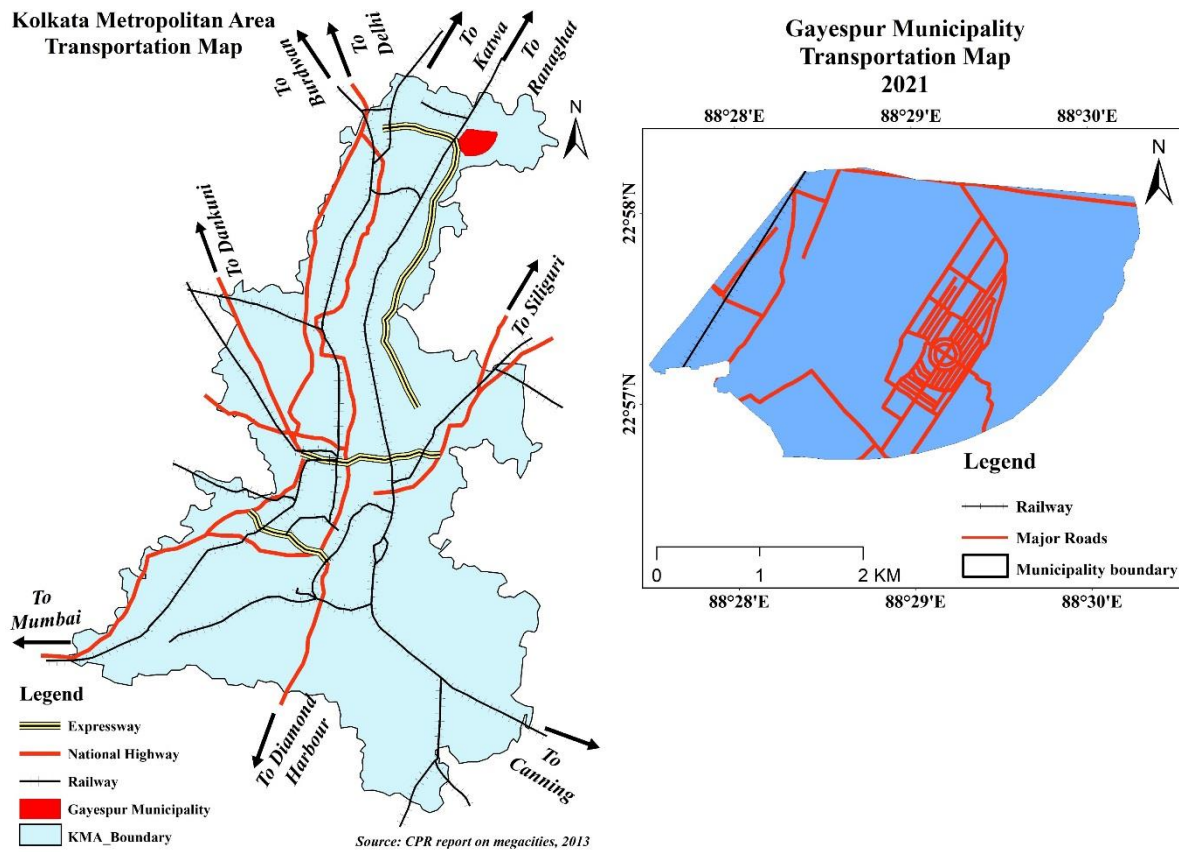 Kolkata Metropolitan Area
Transportation Map
To
Burdwan
To
Delhi
To
Katwa
To
Ranaghat
N
To Dankuni
To Siliguri
To
Mumbai
To Diamond
Harbour
To
Canning
Legend
Expressway
National Highway
Railway
Gayespur Municipality
KMA_Boundary
Source: CPR report on megacities, 2013
Gayespur Municipality
Transportation Map
2021
88°28'E 88°29'E 88°30'E
N
22°58'N
22°57'N
Legend
Railway
Major Roads
Municipality boundary
0 1 2 KM
88°28'E 88°29'E 88°30'E